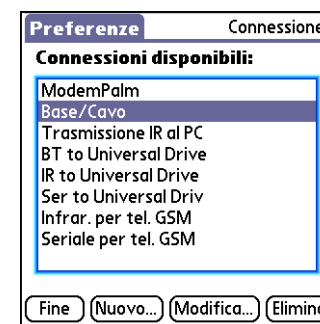 Preferenze Connessione
Connessioni disponibili:
ModemPalm
Base/Cavo
Trasmissione IR al PC
BT to Universal Drive
IR to Universal Drive
Ser to Universal Driv
Infrar. per tel. GSM
Seriale per tel. GSM
Fine Nuovo... Modifica... Elimina